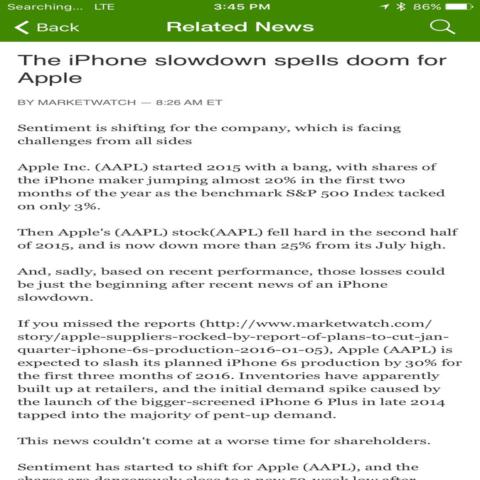 Searching... LTE 3:45 PM 86%
Back Related News
The iPhone slowdown spells doom for
Apple
BY MARKETWATCH — 8:26 AM ET
Sentiment is shifting for the company, which is facing
challenges from all sides
Apple Inc. (AAPL) started 2015 with a bang, with shares of
the iPhone maker jumping almost 20% in the first two
months of the year as the benchmark S&P 500 Index tacked
on only 3%.
Then Apple's (AAPL) stock(AAPL) fell hard in the second half
of 2015, and is now down more than 25% from its July high.
And, sadly, based on recent performance, those losses could
be just the beginning after recent news of an iPhone
slowdown.
If you missed the reports (http://www.marketwatch.com/
story/apple-suppliers-rocked-by-report-of-plans-to-cut-jan-
quarter-iphone-6s-production-2016-01-05), Apple (AAPL) is
expected to slash its planned iPhone 6s production by 30% for
the first three months of 2016. Inventories have apparently
built up at retailers, and the initial demand spike caused by
the launch of the bigger-screened iPhone 6 Plus in late 2014
tapped into the majority of pent-up demand.
This news couldn't come at a worse time for shareholders.
Sentiment has started to shift for Apple (AAPL), and the
shares are dangerously close to a new 52-week low after